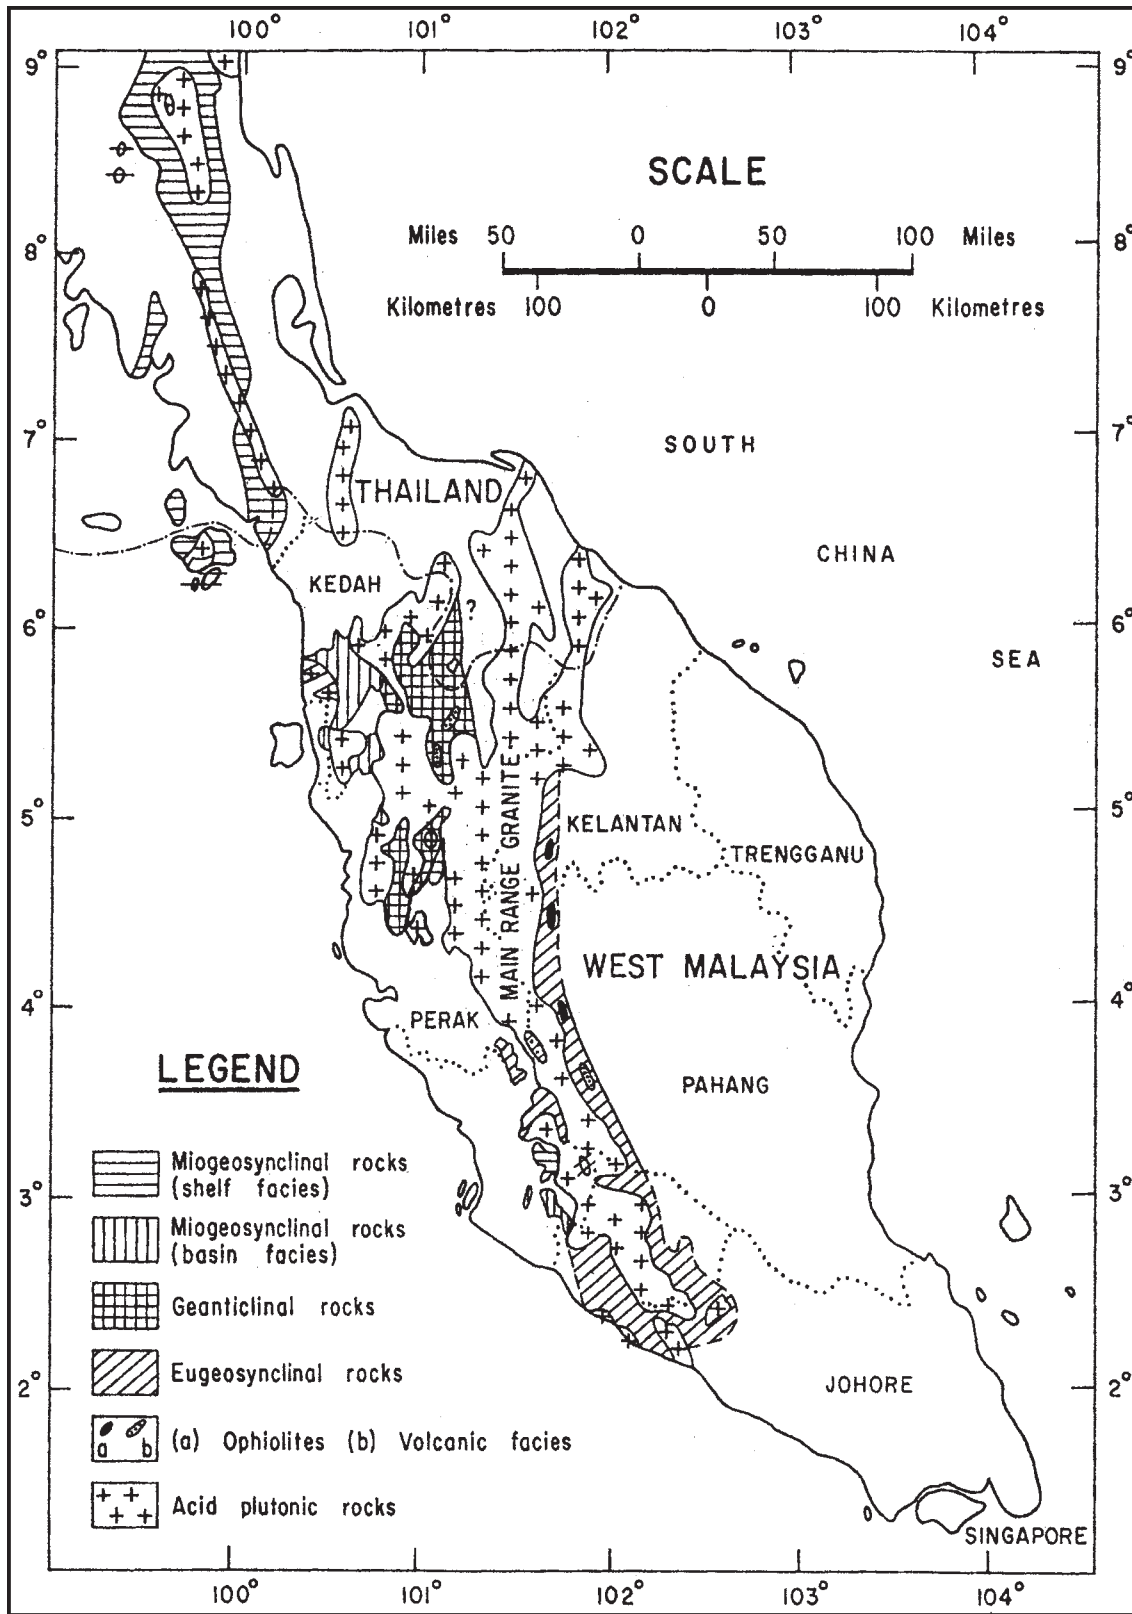 100° 101° 102° 103° 104°
9° 9°
SCALE
Miles 50 0 50 100 Miles
8° 8°
Kilometres 100 0 100 Kilometres
7° 7°
SOUTH
THAILAND
CHINA
KEDAH
?
6° 6°
SEA
MAIN RANGE GRANITE
5° 5°
KELANTAN
TRENGGANU
WEST MALAYSIA
4° 4°
PERAK
LEGEND
PAHANG
Miogeosynclinal rocks
(shelf facies)
3° 3°
Miogeosynclinal rocks
(basin facies)
Geanticlinal rocks
Eugeosynclinal rocks
2° 2°
JOHORE
a b (a) Ophiolites (b) Volcanic facies
Acid plutonic rocks
SINGAPORE
100° 101° 102° 103° 104°